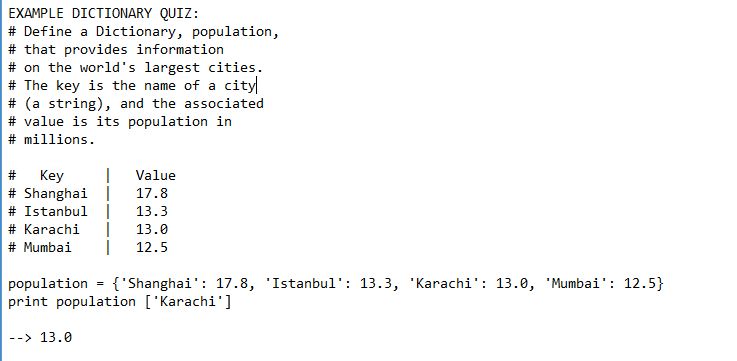 EXAMPLE DICTIONARY QUIZ:
# Define a Dictionary, population,
# that provides information
# on the world's largest cities.
# The key is the name of a city
# (a string), and the associated
# value is its population in
# millions.
#   Key     |   Value
# Shanghai  |   17.8
# Istanbul  |   13.3
# Karachi   |   13.0
# Mumbai    |   12.5
population = {'Shanghai': 17.8, 'Istanbul': 13.3, 'Karachi': 13.0, 'Mumbai': 12.5}
print population ['Karachi']
--> 13.0